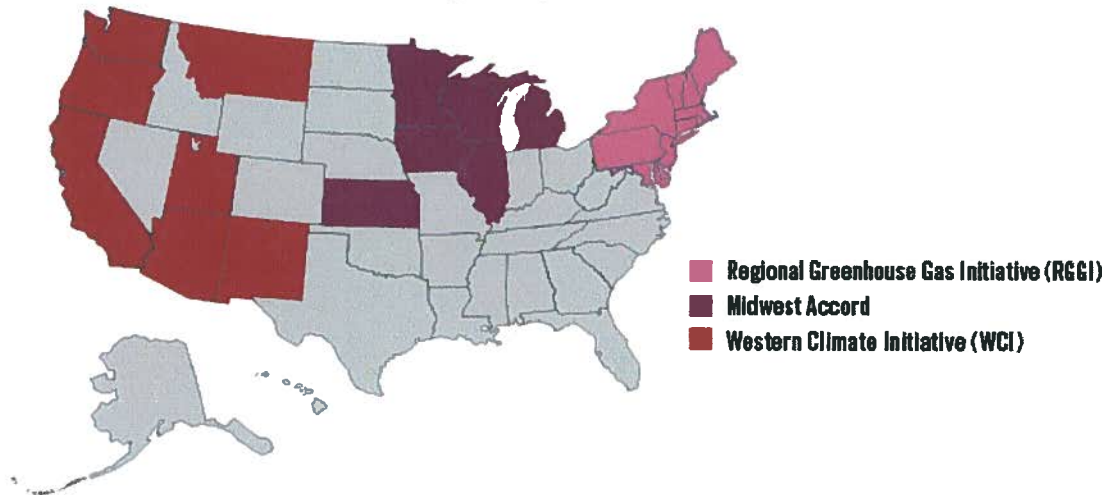 Regional Greenhouse Gas Initiative (RGGI)
Midwest Accord
Western Climate Initiative (WCI)